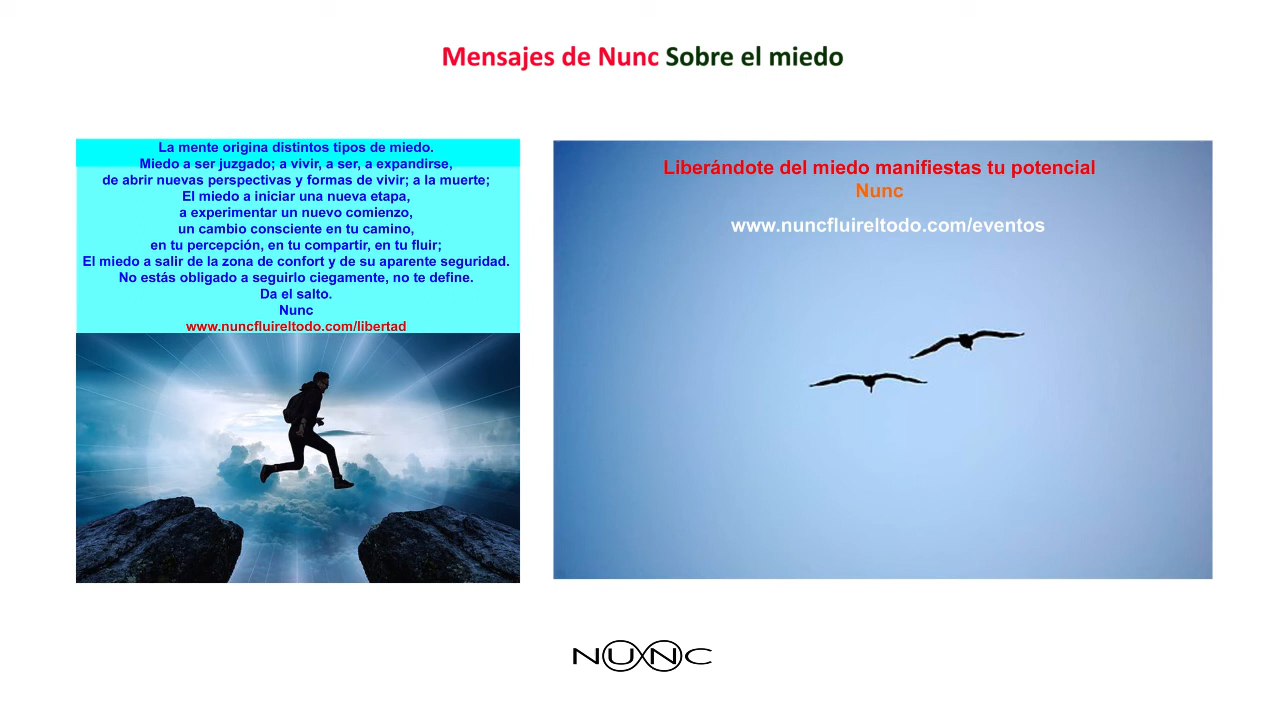 Mensajes de Nunc Sobre el miedo
La mente origina distintos tipos de miedo.
Miedo a ser juzgado; a vivir, a ser, a expandirse,
de abrir nuevas perspectivas y formas de vivir; a la muerte;
El miedo a iniciar una nueva etapa,
a experimentar un nuevo comienzo,
un cambio consciente en tu camino,
en tu percepción, en tu compartir, en tu fluir;
El miedo a salir de la zona de confort y de su aparente seguridad.
No estás obligado a seguirlo ciegamente, no te define.
Da el salto.
Nunc
www.nuncfluireltodo.com/libertad
Liberándote del miedo manifiestas tu potencial
Nunc
www.nuncfluireltodo.com/eventos
NUNC